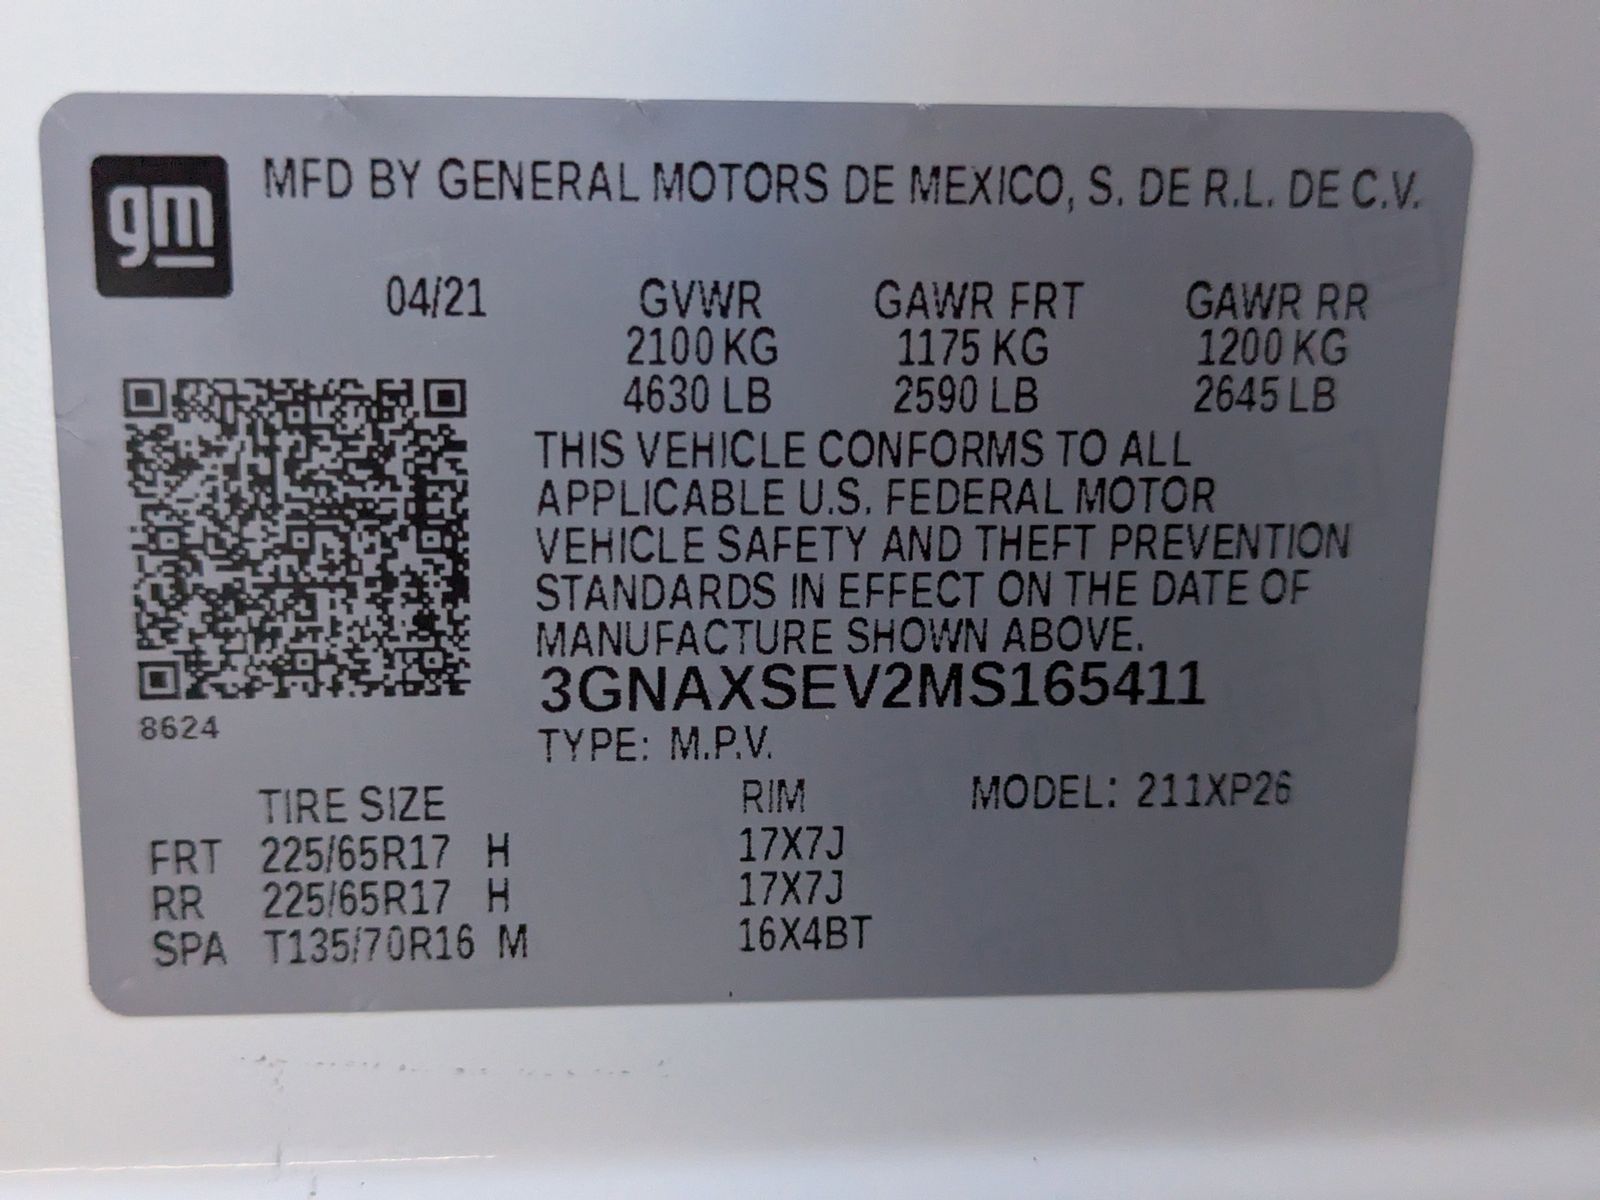 gm
MFD BY GENERAL MOTORS DE MEXICO, S. DE R.L. DE C.V.
04/21 GVWR GAWR FRT GAWR RR
2100 KG 1175 KG 1200 KG
4630 LB 2590 LB 2645 LB
THIS VEHICLE CONFORMS TO ALL
APPLICABLE U.S. FEDERAL MOTOR
VEHICLE SAFETY AND THEFT PREVENTION
STANDARDS IN EFFECT ON THE DATE OF
MANUFACTURE SHOWN ABOVE.
3GNAXSEV2MS165411
8624
TYPE: M.P.V.
TIRE SIZE RIM MODEL: 211XP26
FRT 225/65R17 H 17X7J
RR 225/65R17 H 17X7J
SPA T135/70R16 M 16X4BT